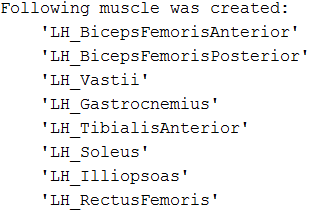 Following muscle was created:
'LH_BicepsFemorisAnterior'
'LH_BicepsFemorisPosterior'
'LH_Vastii'
'LH_Gastrocnemius'
'LH_TibialisAnterior'
'LH_Soleus'
'LH_Illiopsoas'
'LH_RectusFemoris'